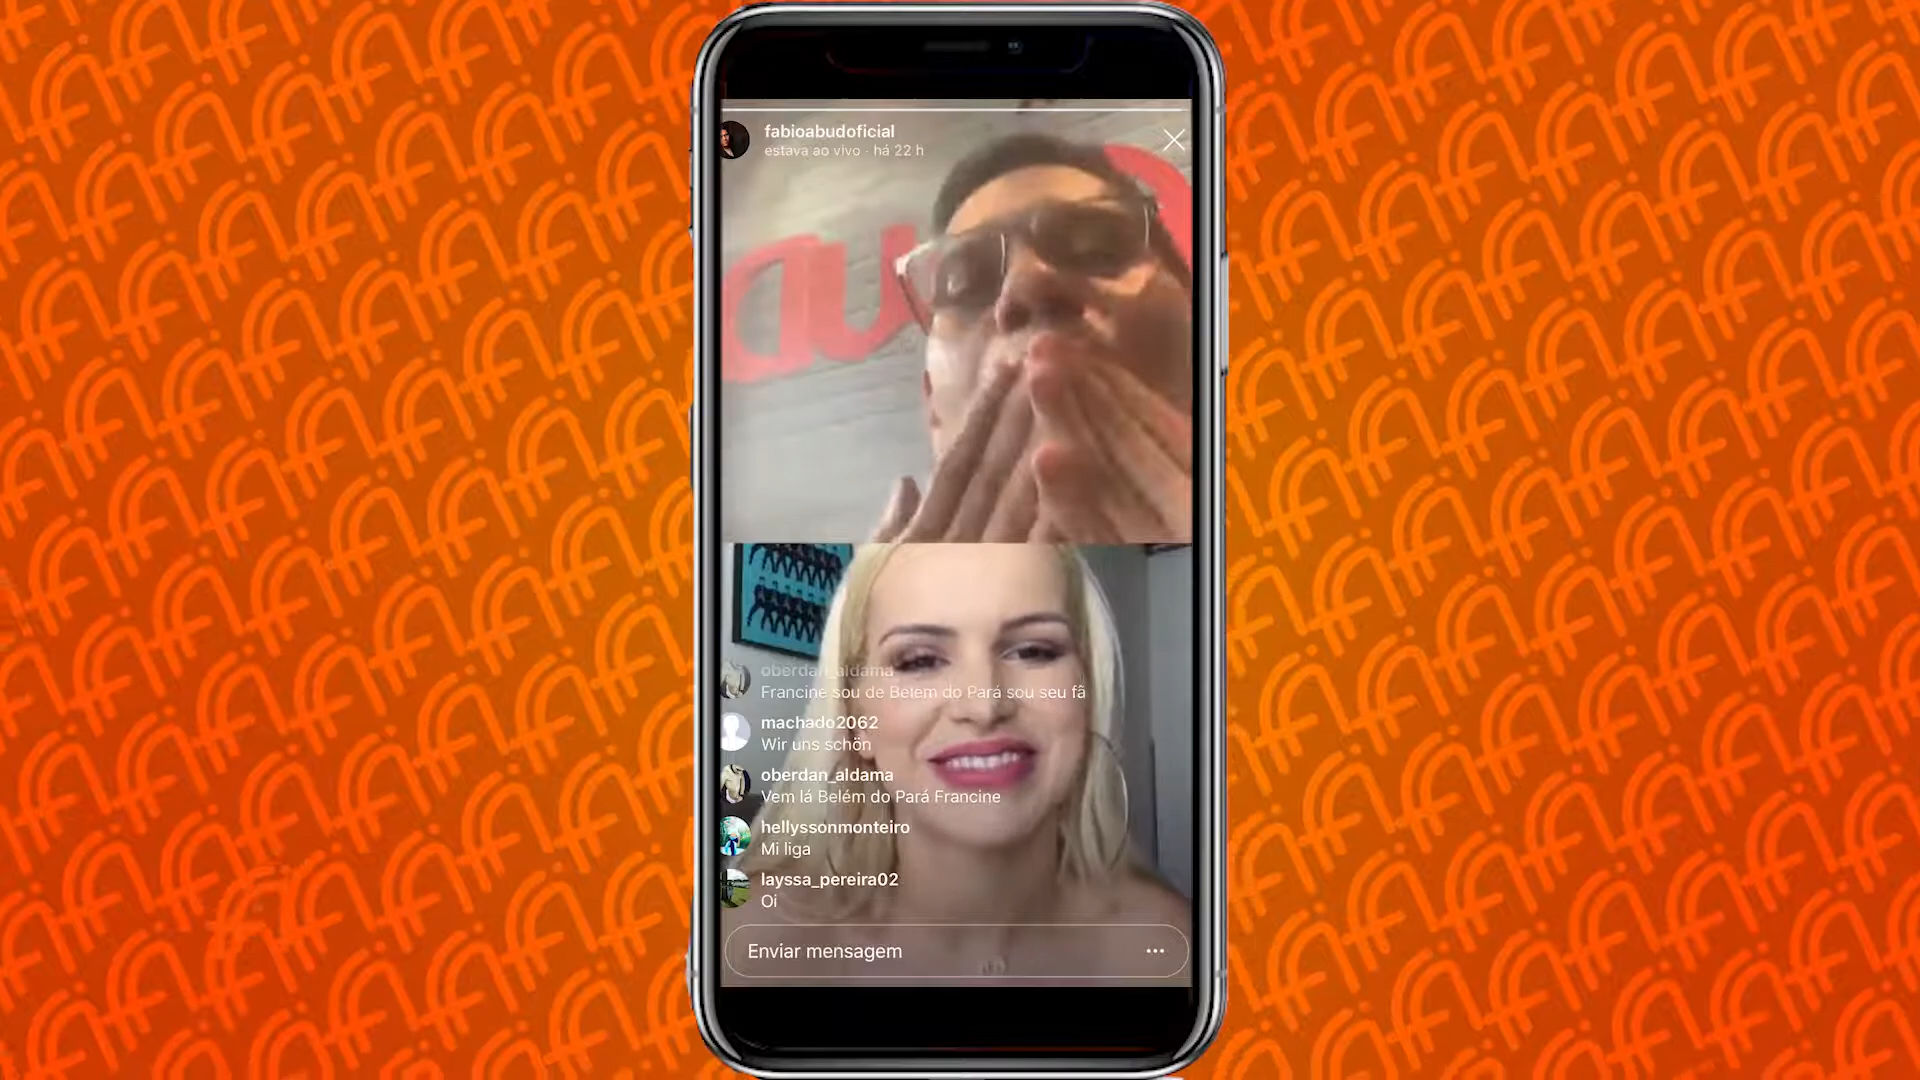 fabioabudoficial
estava ao vivo · há 22 h
oberdan_aldama
Francine sou de Belem do Pará sou seu fã
machado2062
Wir uns schön
oberdan_aldama
Vem lá Belém do Pará Francine
hellyssonmonteiro
Mi liga
layssa_pereira02
Oi
Enviar mensagem